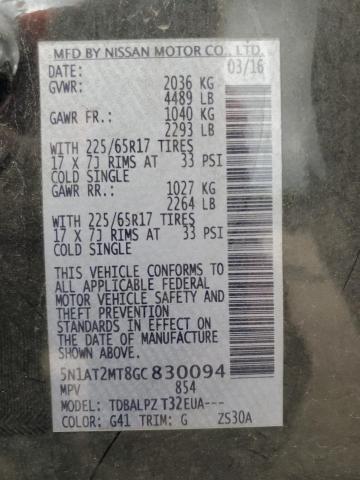 MFD BY NISSAN MOTOR CO., LTD.
DATE: 03/16
GVWR: 2036 KG
4489 LB
GAWR FR: 1040 KG
2293 LB
WITH 225/65R17 TIRES
17 X 7J RIMS AT 33 PSI
COLD SINGLE
GAWR RR: 1027 KG
2264 LB
WITH 225/65R17 TIRES
17 X 7J RIMS AT 33 PSI
COLD SINGLE
THIS VEHICLE CONFORMS TO
ALL APPLICABLE FEDERAL
MOTOR VEHICLE SAFETY AND
THEFT PREVENTION
STANDARDS IN EFFECT ON
THE DATE OF MANUFACTURE
SHOWN ABOVE.
5N1AT2MT8GC830094
MPV 854
MODEL: TDBALPZ T32EUA---
COLOR: G41 TRIM: G ZS30A